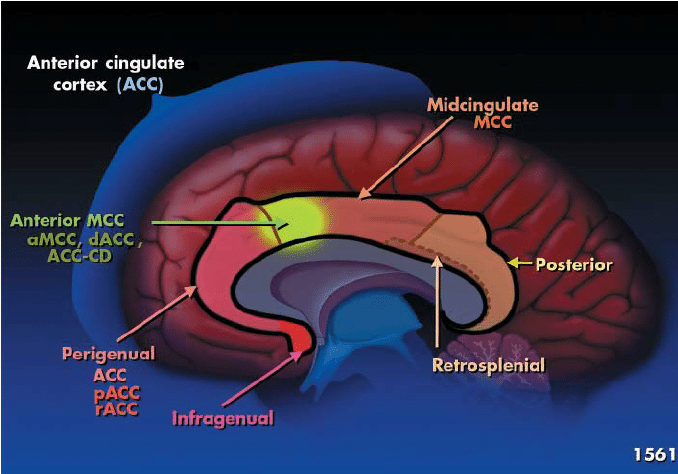 Anterior cingulate
cortex (ACC)
Midcingulate
MCC
Anterior MCC
aMCC, dACC,
ACC-CD
Posterior
Perigenual
ACC
pACC
rACC
Retrosplenial
Infragenual
1561